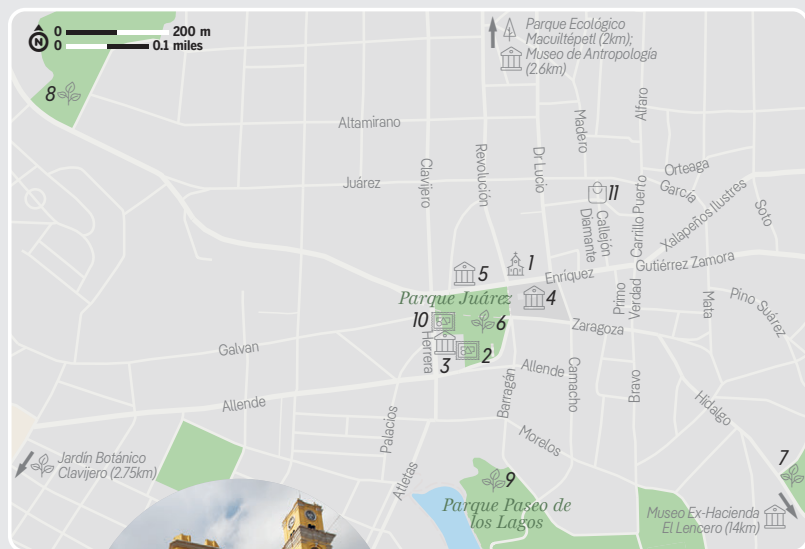 0 200 m
N
0 0.1 miles
Parque Ecológico
Macuiltépetl (2km);
Museo de Antropología
(2.6km)
8
Altamirano
Madero
Alfaro
Juárez
Clavijero
Revolución
Dr Lucio
Orteaga
García
11
Callejón
Diamante
Carrillo Puerto
Xalapeños Ilustres
Soto
5
1
Enríquez
Gutiérrez Zamora
Parque Juárez
4
Primo
Verdad
Mata
Pino Suárez
10
6
Zaragoza
Herrera
3
2
Galvan
Allende
Allende
Barragán
Camacho
Bravo
Hidalgo
Palacios
Morelos
Atletas
Jardín Botánico
Clavijero (2.75km)
9
7
Parque Paseo de
los Lagos
Museo Ex-Hacienda
El Lencero (14km)